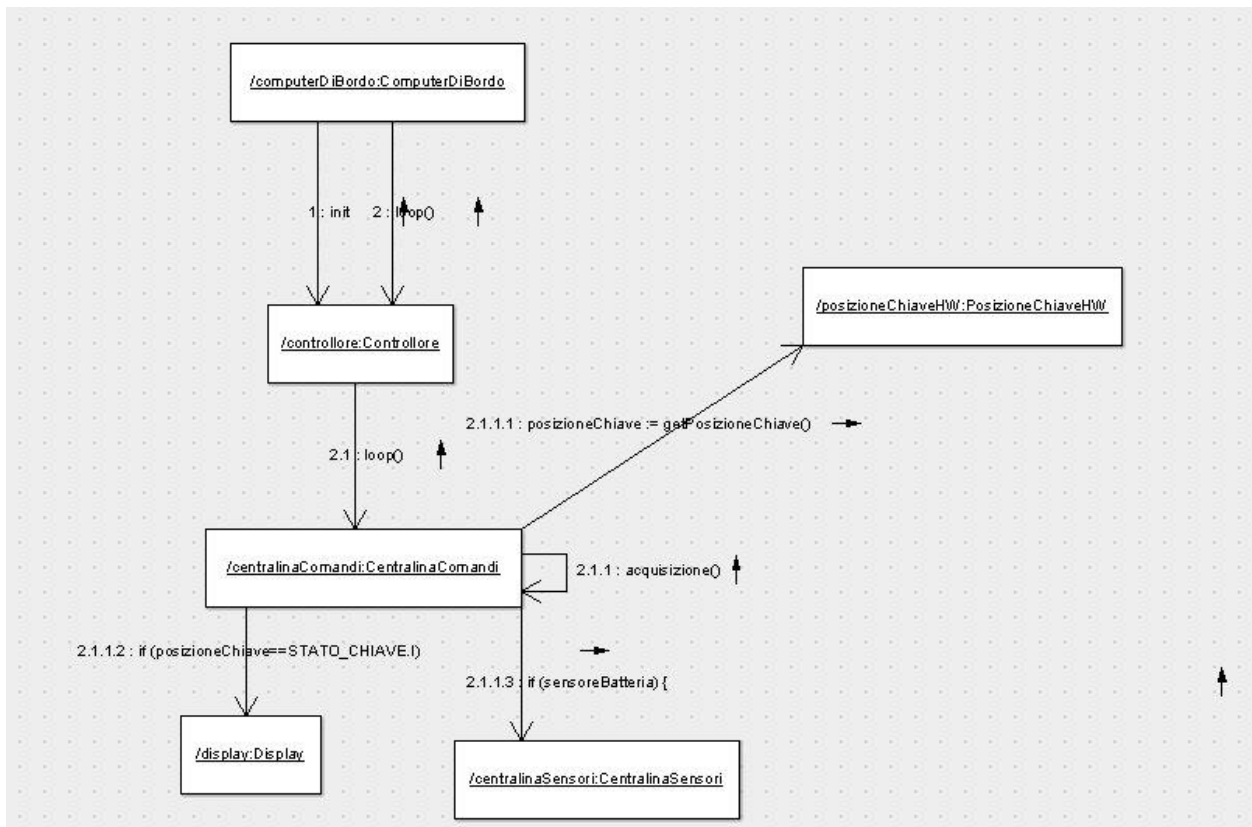 /computerDiBordo:ComputerDiBordo
1 : init
2 : loop()
/posizioneChiaveHW:PosizioneChiaveHW
/controllore:Controllore
2.1.1.1 : posizioneChiave := getPosizioneChiave()
2.1 : loop()
/centralinaComandi:CentralinaComandi
2.1.1 : acquisizione()
2.1.1.2 : if (posizioneChiave==STATO_CHIAVE.I)
2.1.1.3 : if (sensoreBatteria) {
/display:Display
/centralinaSensori:CentralinaSensori